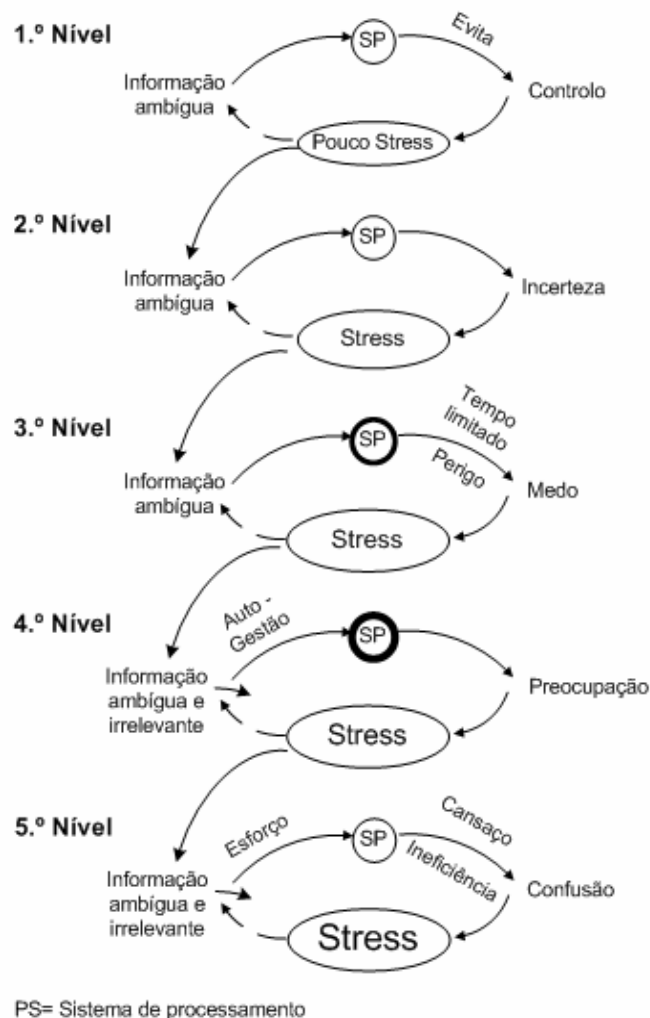 1.º Nível
SP
Evita
Informação
ambígua
Controlo
Pouco Stress
2.º Nível
SP
Informação
ambígua
Incerteza
Stress
3.º Nível
SP
Tempo
limitado
Perigo
Informação
ambígua
Medo
Stress
4.º Nível
Auto -
Gestão
SP
Informação
ambígua e
irrelevante
Preocupação
Stress
5.º Nível
Esforço
SP
Cansaço
Ineficiência
Informação
ambígua e
irrelevante
Confusão
Stress
PS= Sistema de processamento